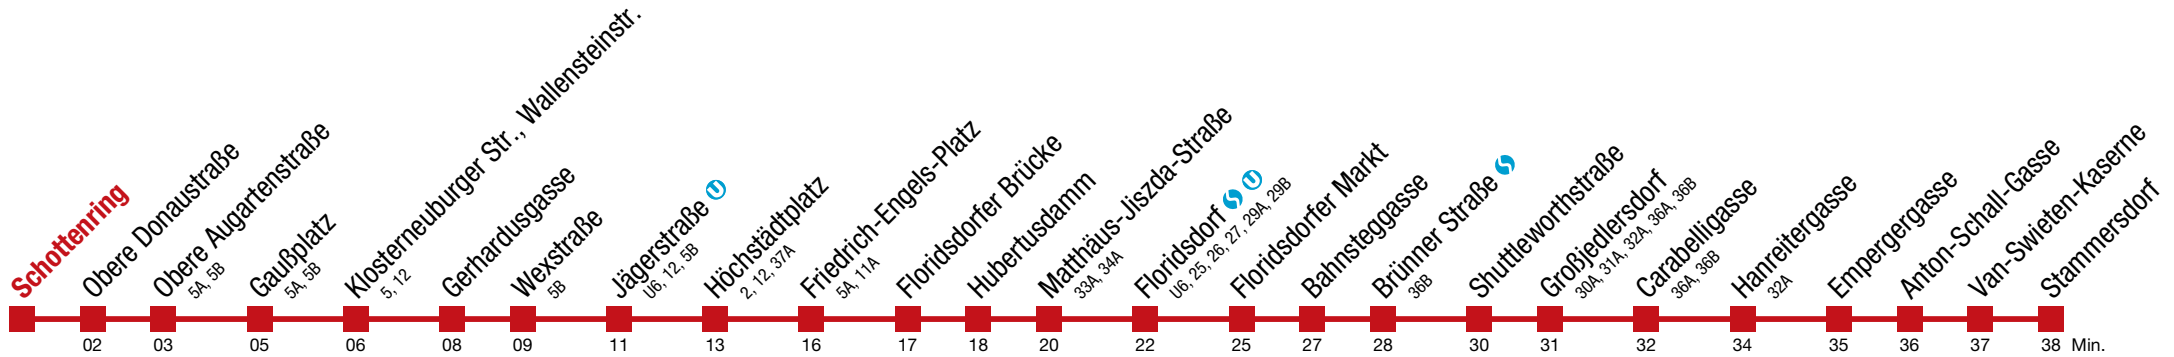 Schottenring
Obere Donaustraße
Obere Augartenstraße
5A, 5B
Gaußplatz
5A, 5B
Klosterneuburger Str., Wallensteinstr.
5, 12
Gerhardusgasse
Wexstraße
5B
Jägerstraße U
U6, 12, 5B
Höchstädtplatz
2, 12, 37A
Friedrich-Engels-Platz
5A, 11A
Floridsdorfer Brücke
Hubertusdamm
Matthäus-Jiszda-Straße
33A, 34A
Floridsdorf S U
U6, 25, 26, 27, 29A, 29B
Floridsdorfer Markt
Bahnsteggasse
Brünner Straße S
36B
Shuttleworthstraße
Großjedlersdorf
30A, 31A, 32A, 36A, 36B
Carabelligasse
36A, 36B
Hanreitergasse
32A
Empergergasse
Anton-Schall-Gasse
Van-Swieten-Kaserne
Stammersdorf
02 03 05 06 08 09 11 13 16 17 18 20 22 25 27 28 30 31 32 34 35 36 37 38 Min.